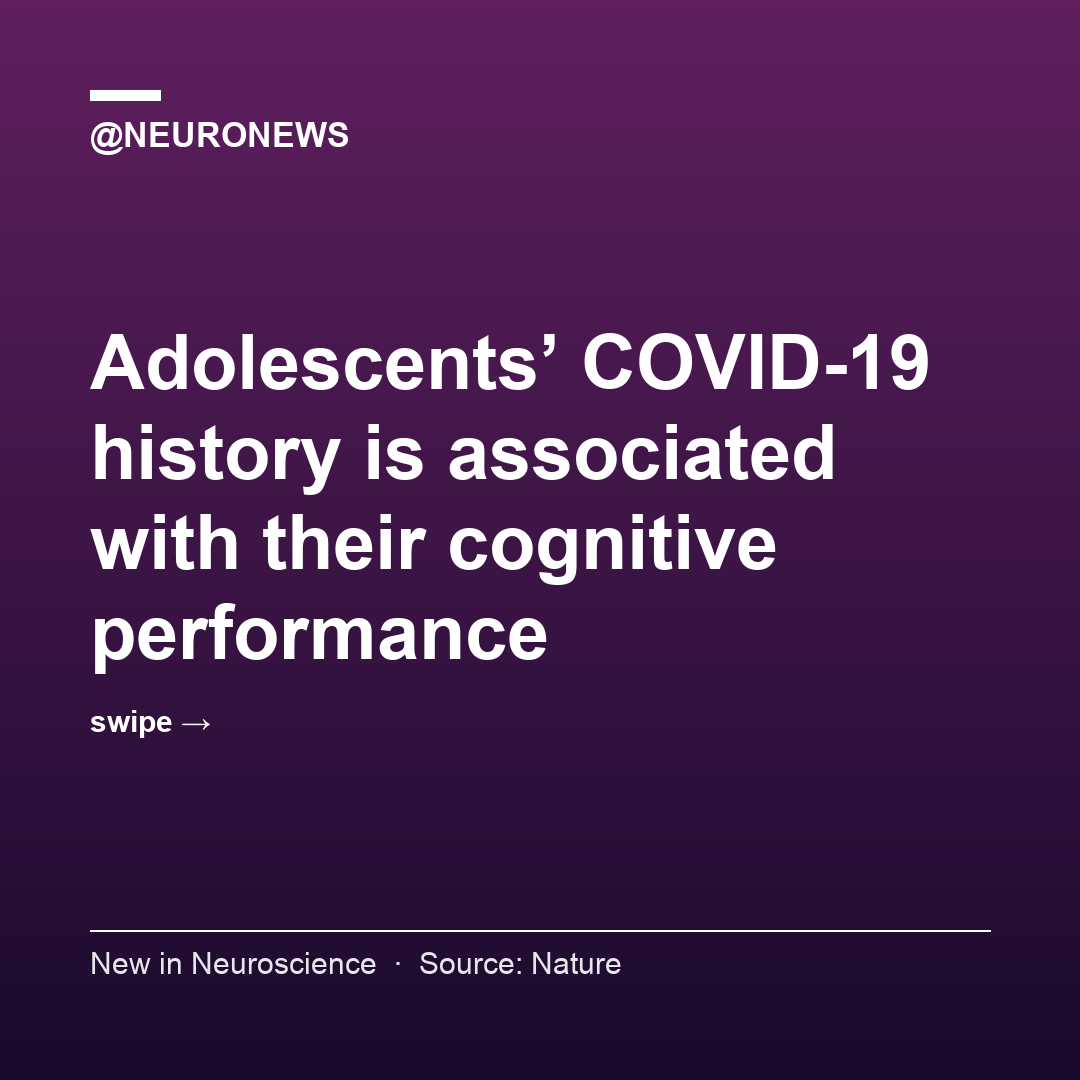 @NEURONEWS
Adolescents’ COVID-19
history is associated
with their cognitive
performance
swipe →
New in Neuroscience · Source: Nature